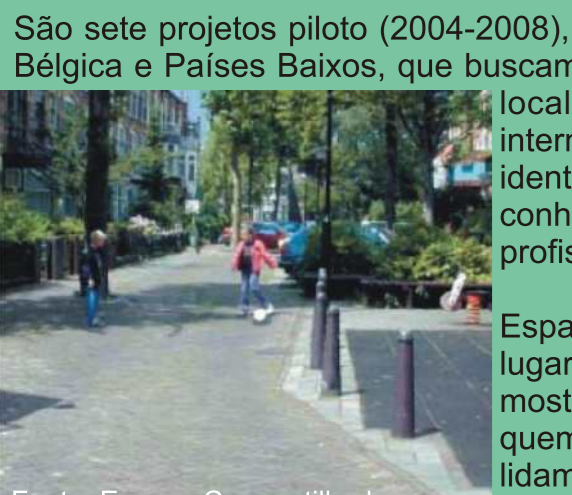 São sete projetos piloto (2004-2008),
Bélgica e Países Baixos, que buscam
local
intern
ident
conh
profis
Espa
lugar
most
quem
lidam